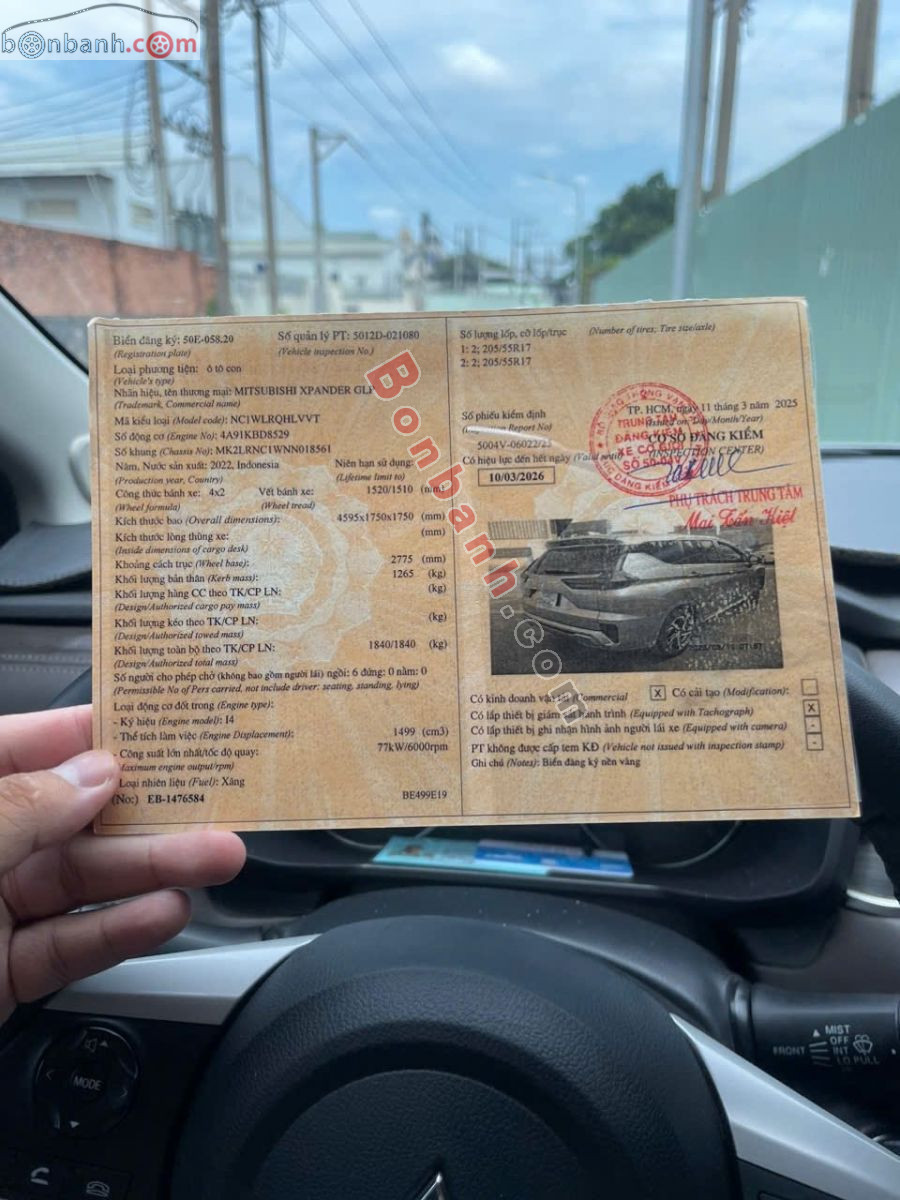 bonbanh.com
Biển đăng ký: 50E-058.20 Số quản lý PT: 5012D-021080
(Registration plate) (Vehicle inspection No.)
Loại phương tiện: ô tô con
(Vehicle's type)
Nhãn hiệu, tên thương mại: MITSUBISHI XPANDER GLP
(Trademark, Commercial name)
Mã kiểu loại (Model code): NC1WLRQHLVVT
Số động cơ (Engine No): 4A91KBD8529
Số khung (Chassis No): MK2LRNC1WNN018561
Năm, Nước sản xuất: 2022, Indonesia Niên hạn sử dụng:
(Production year, Country) (Lifetime limit to)
Công thức bánh xe: 4x2 Vết bánh xe: 1520/1510 (mm)
(Wheel formula) (Wheel tread)
Kích thước bao (Overall dimensions): 4595x1750x1750 (mm)
Kích thước lòng thùng xe: (mm)
(Inside dimensions of cargo desk)
Khoảng cách trục (Wheel base): 2775 (mm)
Khối lượng bản thân (Kerb mass): 1265 (kg)
Khối lượng hàng CC theo TK/CP LN: (kg)
(Design/Authorized cargo pay mass)
Khối lượng kéo theo TK/CP LN: (kg)
(Design/Authorized towed mass)
Khối lượng toàn bộ theo TK/CP LN: 1840/1840 (kg)
(Design/Authorized total mass)
Số người cho phép chở (không bao gồm người lái) ngồi: 6 đứng: 0 nằm: 0
(Permissible No of Pers carried, not include driver: seating, standing, lying)
Loại động cơ đốt trong (Engine type):
- Ký hiệu (Engine model): I4
- Thể tích làm việc (Engine Displacement): 1499 (cm3)
- Công suất lớn nhất/tốc độ quay: 77kW/6000rpm
(Maximum engine output/rpm)
Loại nhiên liệu (Fuel): Xăng
(No:) EB-1476584 BE499E19
Số lượng lốp, cỡ lốp/trục (Number of tires; Tire size/axle)
1: 2; 205/55R17
2: 2; 205/55R17
TP. HCM, ngày 11 tháng 3 năm 2025
Số phiếu kiểm định (Issued on: Day/Month/Year)
(Inspection Report No) CƠ SỞ ĐĂNG KIỂM
5004V-06022/25 (INSPECTION CENTER)
Có hiệu lực đến hết ngày (Valid until)
10/03/2026
TRUNG TÂM
ĐĂNG KIỂM
XE CƠ GIỚI
PHỤ TRÁCH TRUNG TÂM
Mai Tấn Kiệt
Có kinh doanh vận tải (Commercial X Có cải tạo (Modification):
Có lắp thiết bị giám sát hành trình (Equipped with Tachograph) X
Có lắp thiết bị ghi nhận hình ảnh người lái xe (Equipped with camera) -
PT không được cấp tem KĐ (Vehicle not issued with inspection stamp) -
Ghi chú (Notes): Biển đăng ký nền vàng
Bonbanh.com
MODE
MIST
OFF
FRONT INT
LO PULL